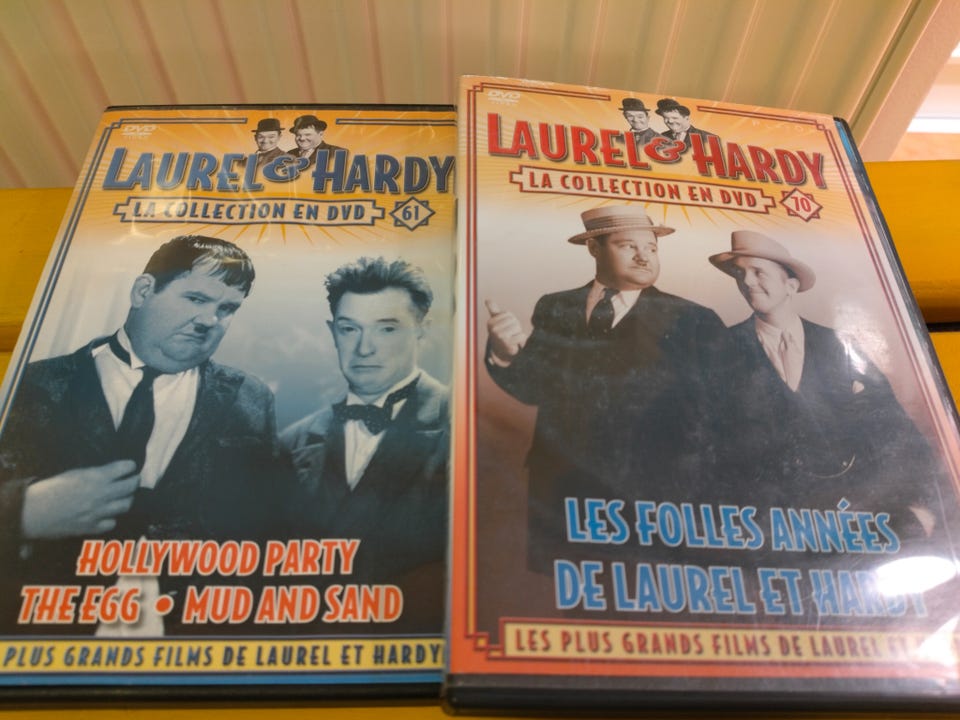 DVD
LAUREL & HARDY
LA COLLECTION EN DVD 61
HOLLYWOOD PARTY
THE EGG • MUD AND SAND
PLUS GRANDS FILMS DE LAUREL ET HARDY
DVD
LAUREL & HARDY
LA COLLECTION EN DVD 70
LES FOLLES ANNÉES
DE LAUREL ET HARDY
LES PLUS GRANDS FILMS DE LAUREL ET